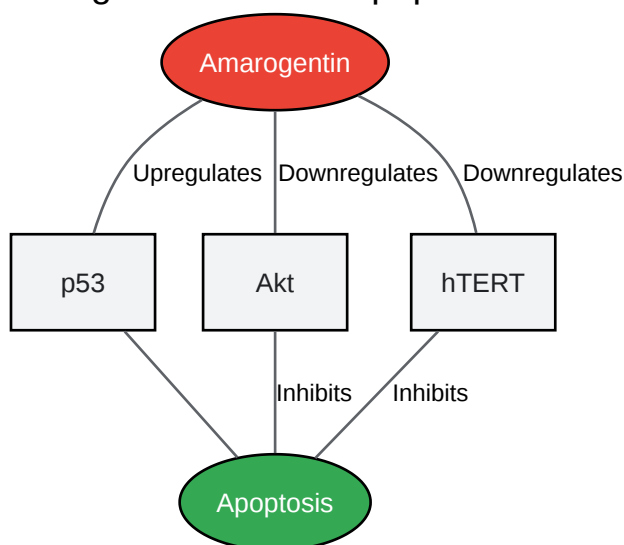 Amarogentin
Upregulates Downregulates Downregulates
p53 Akt hTERT
Inhibits Inhibits
Apoptosis